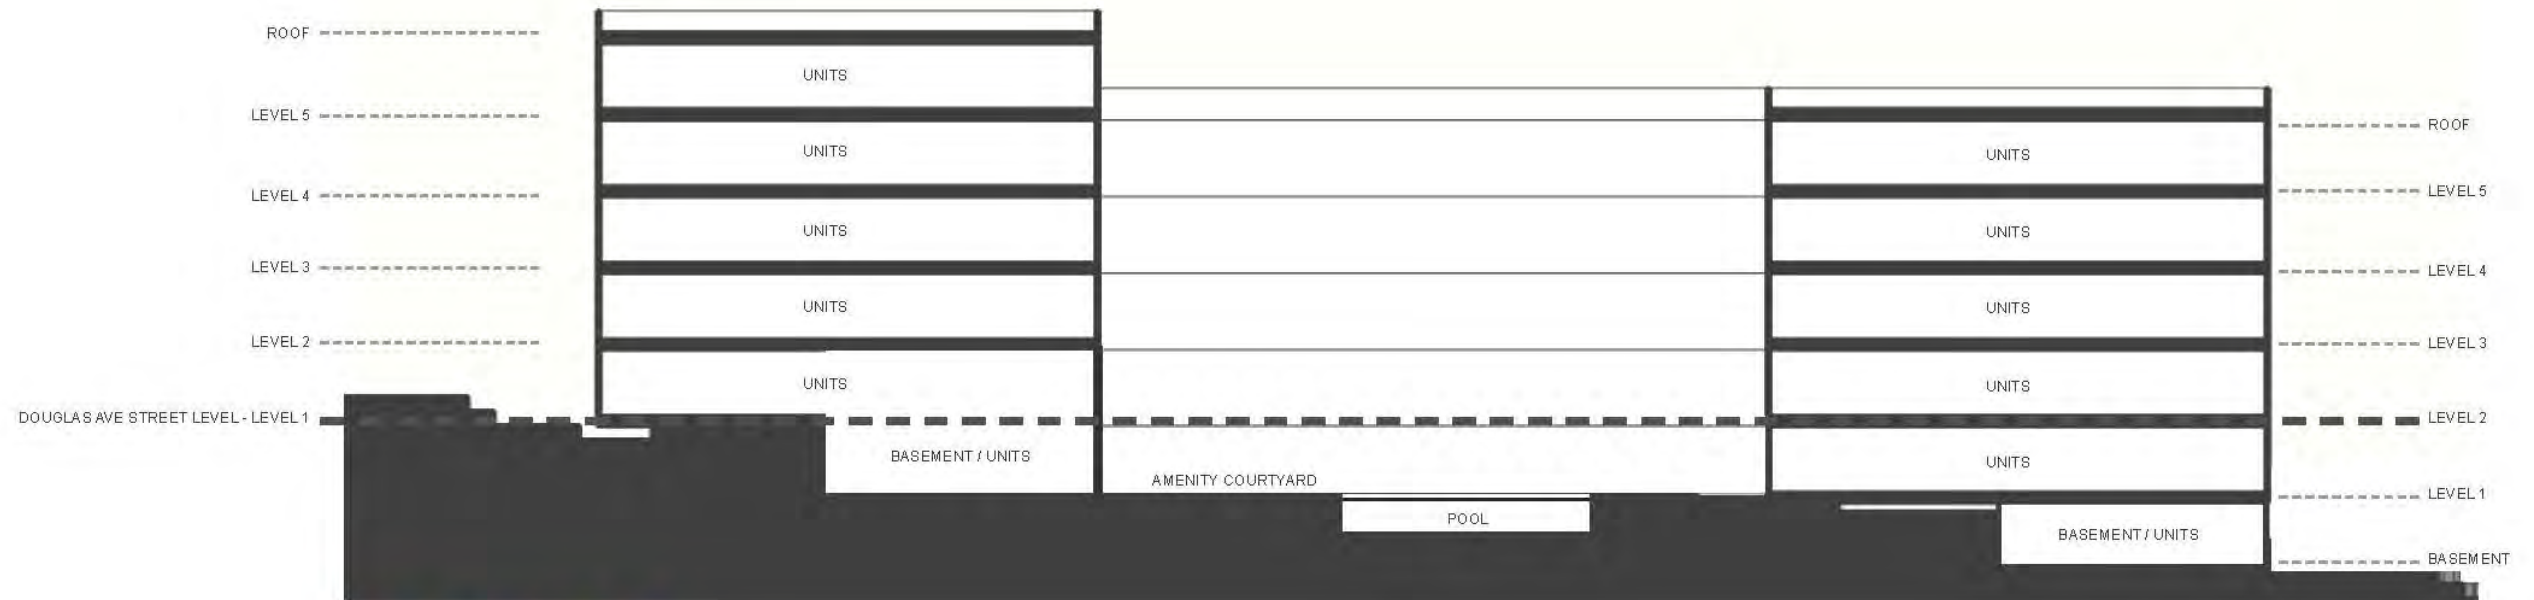 ROOF
UNITS
LEVEL 5
ROOF
UNITS
UNITS
LEVEL 4
LEVEL 5
UNITS
UNITS
LEVEL 3
LEVEL 4
UNITS
UNITS
LEVEL 2
LEVEL 3
UNITS
UNITS
DOUGLAS AVE STREET LEVEL - LEVEL 1
LEVEL 2
BASEMENT / UNITS
UNITS
AMENITY COURTYARD
LEVEL 1
POOL
BASEMENT / UNITS
BASEMENT